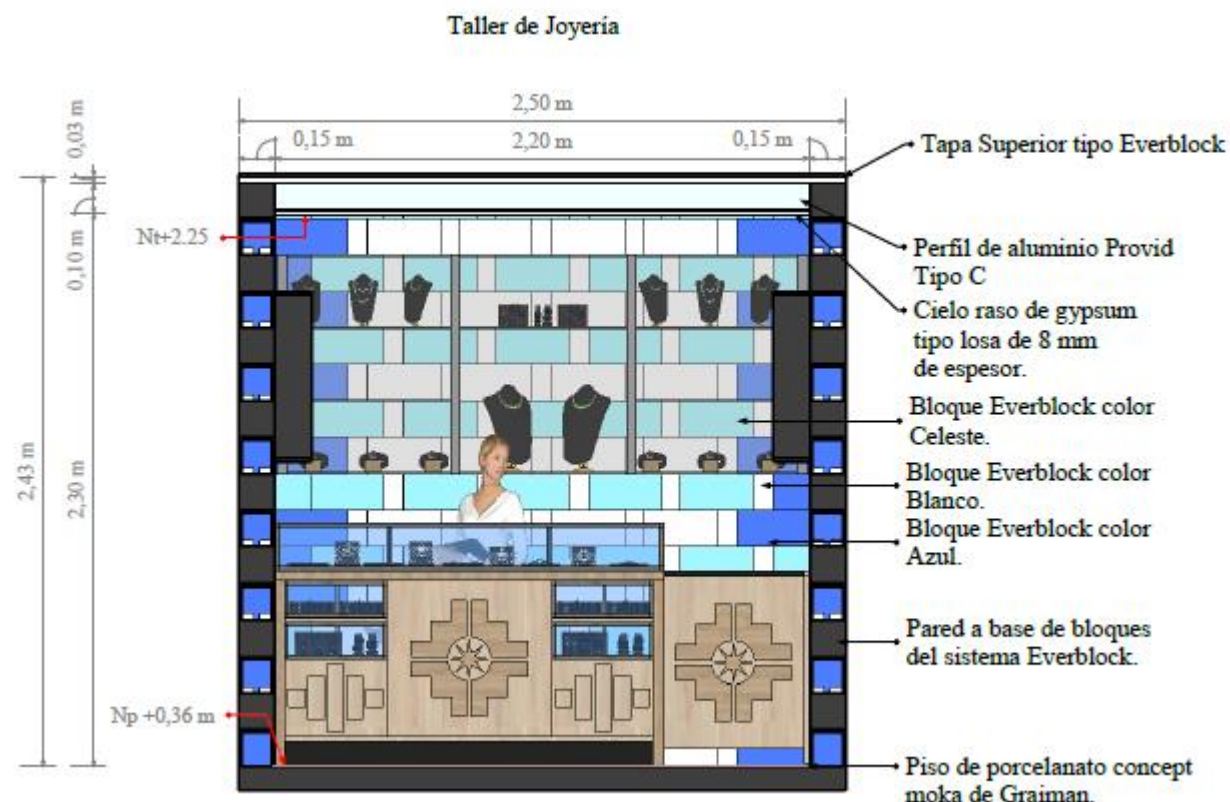 Taller de Joyería
2,50 m
0,15 m
2,20 m
0,15 m
0,03 m
0,10 m
2,43 m
2,30 m
Nt+2.25
Np +0,36 m
Tapa Superior tipo Everblock
Perfil de aluminio Provid
Tipo C
Cielo raso de gypsum
tipo losa de 8 mm
de espesor.
Bloque Everblock color
Celeste.
Bloque Everblock color
Blanco.
Bloque Everblock color
Azul.
Pared a base de bloques
del sistema Everblock.
Piso de porcelanato concept
moka de Graiman.